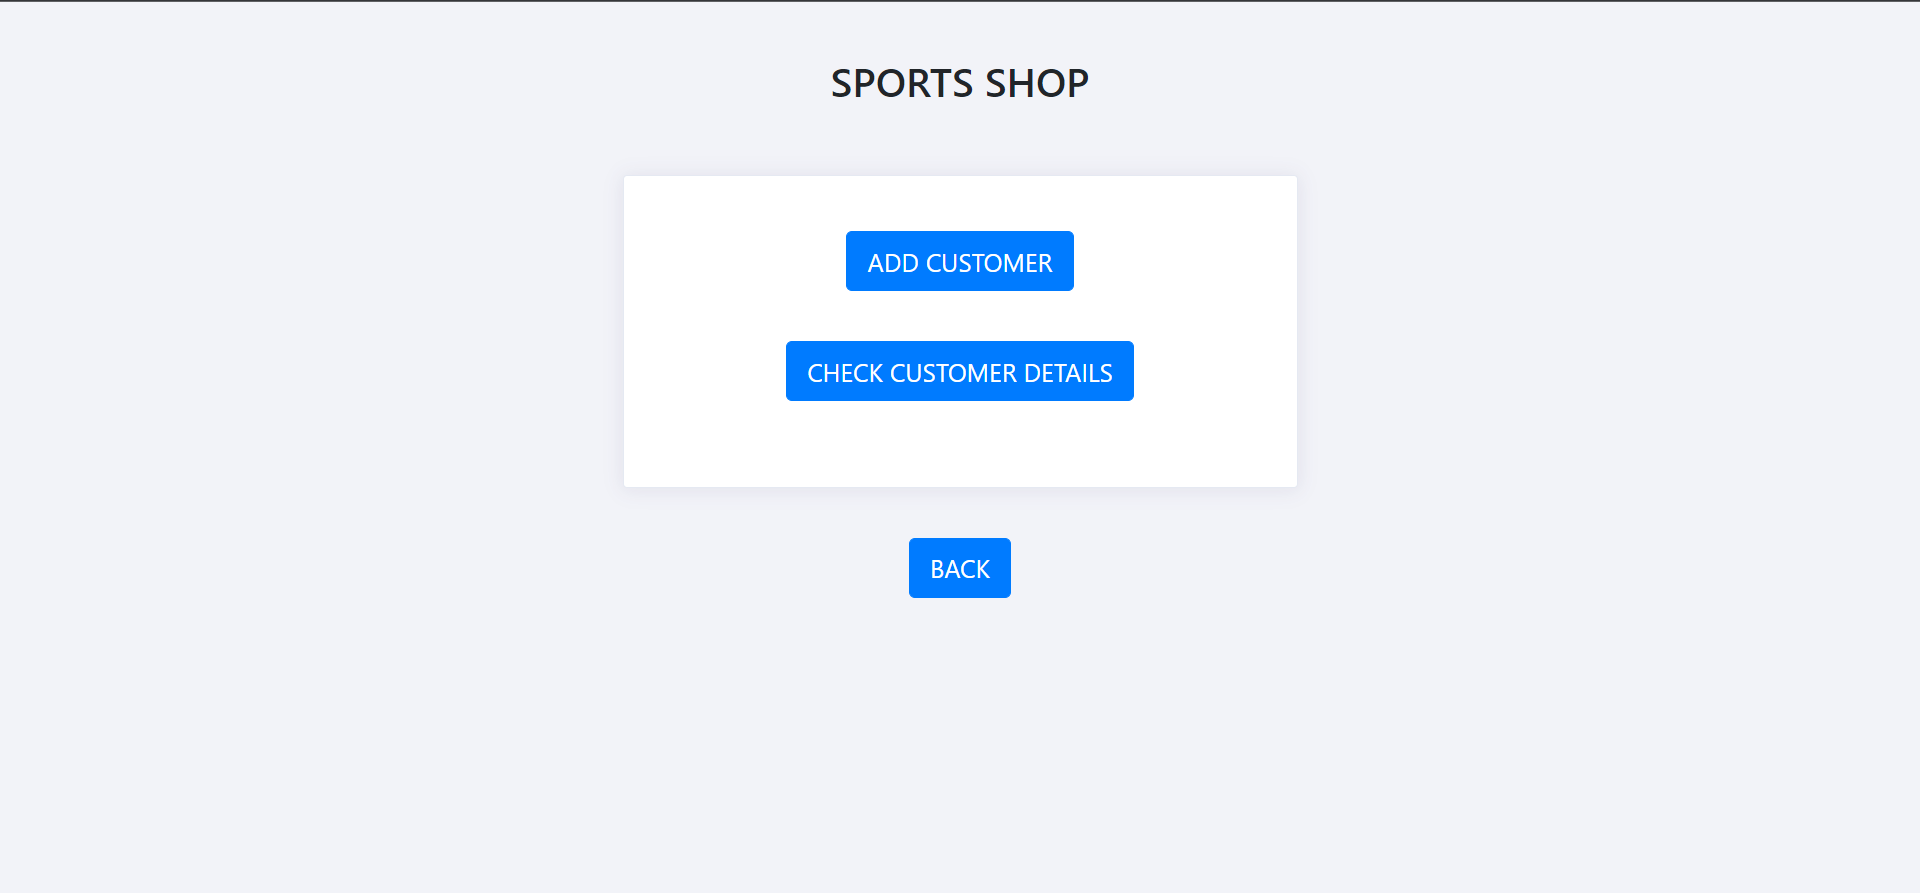 SPORTS SHOP
ADD CUSTOMER
CHECK CUSTOMER DETAILS
BACK